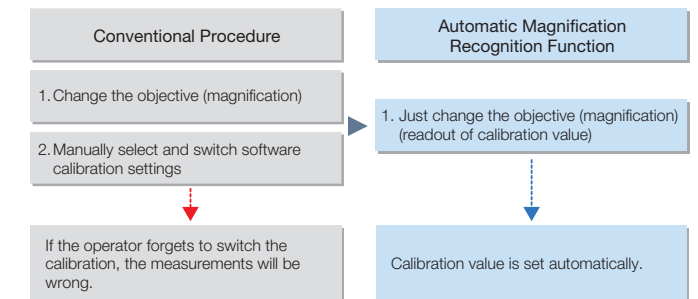 Conventional Procedure
1. Change the objective (magnification)
2. Manually select and switch software
calibration settings
If the operator forgets to switch the
calibration, the measurements will be
wrong.
Automatic Magnification
Recognition Function
1. Just change the objective (magnification)
(readout of calibration value)
Calibration value is set automatically.